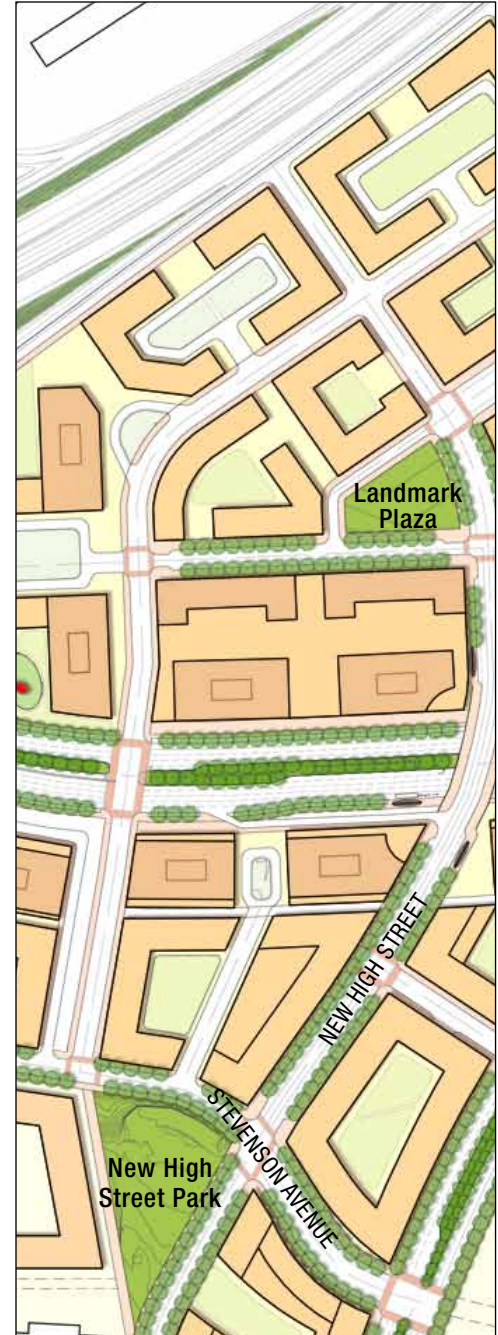 Landmark
Plaza
NEW HIGH STREET
STEVENSON AVENUE
New High
Street Park